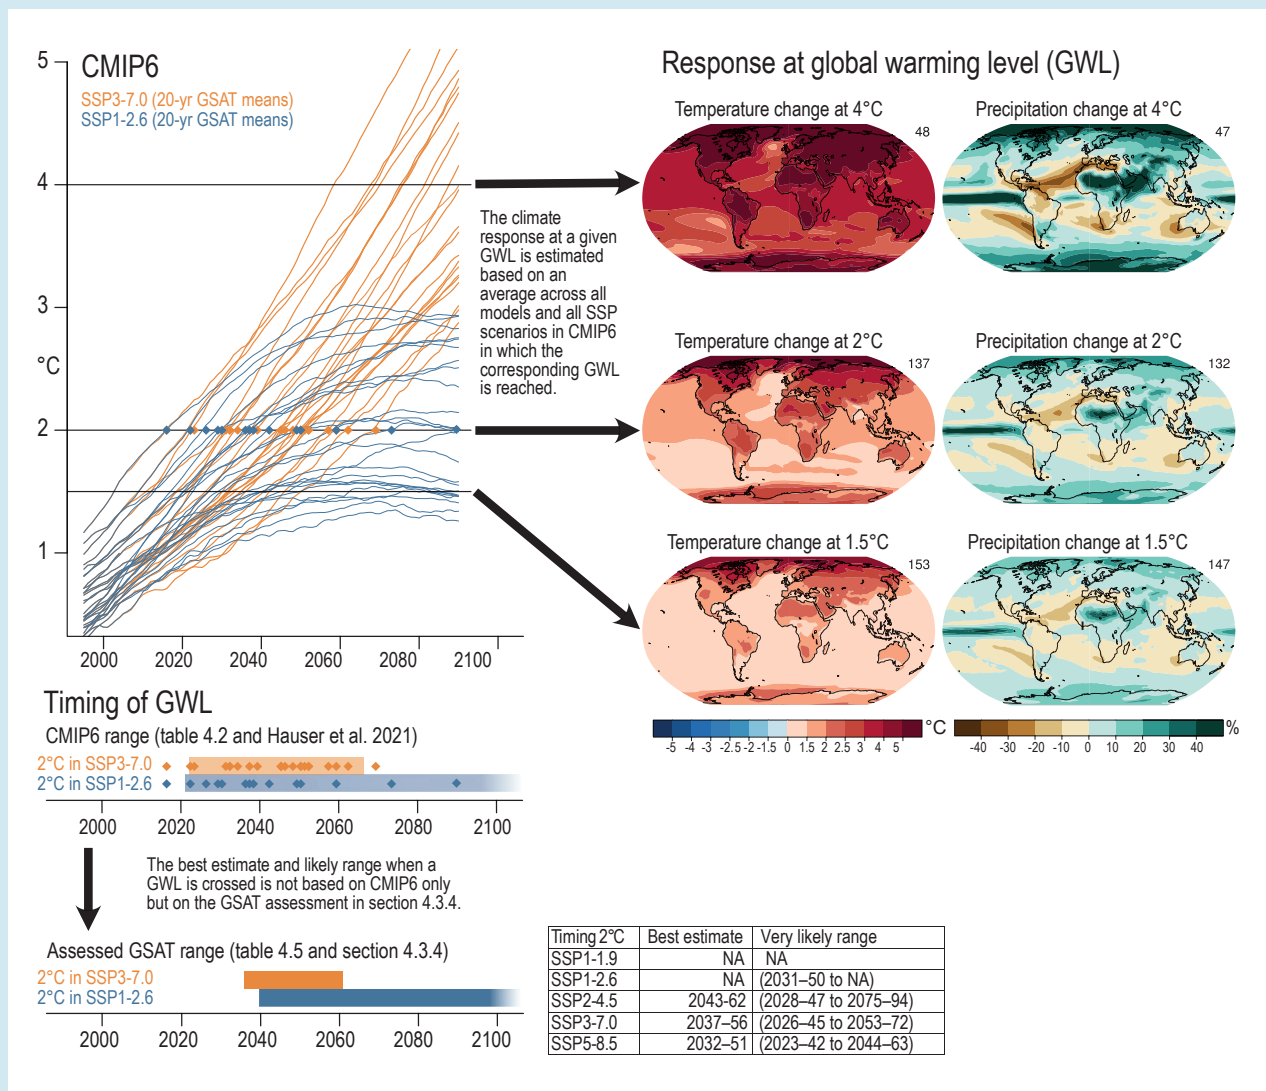 CMIP6
SSP3-7.0 (20-yr GSAT means)
SSP1-2.6 (20-yr GSAT means)
5
4
3
°C
2
1
2000 2020 2040 2060 2080 2100
The climate
response at a given
GWL is estimated
based on an
average across all
models and all SSP
scenarios in CMIP6
in which the
corresponding GWL
is reached.
Response at global warming level (GWL)
Temperature change at 4°C
48
Precipitation change at 4°C
47
Temperature change at 2°C
137
Precipitation change at 2°C
132
Temperature change at 1.5°C
153
Precipitation change at 1.5°C
147
-5 -4 -3 -2.5 -2 -1.5 0 1.5 2 2.5 3 4 5 °C
-40 -30 -20 -10 0 10 20 30 40 %
Timing of GWL
CMIP6 range (table 4.2 and Hauser et al. 2021)
2°C in SSP3-7.0
2°C in SSP1-2.6
2000 2020 2040 2060 2080 2100
The best estimate and likely range when a
GWL is crossed is not based on CMIP6 only
but on the GSAT assessment in section 4.3.4.
Assessed GSAT range (table 4.5 and section 4.3.4)
2°C in SSP3-7.0
2°C in SSP1-2.6
2000 2020 2040 2060 2080 2100
Timing 2°C Best estimate Very likely range
SSP1-1.9 NA NA
SSP1-2.6 NA (2031–50 to NA)
SSP2-4.5 2043-62 (2028–47 to 2075–94)
SSP3-7.0 2037–56 (2026–45 to 2053–72)
SSP5-8.5 2032–51 (2023–42 to 2044–63)